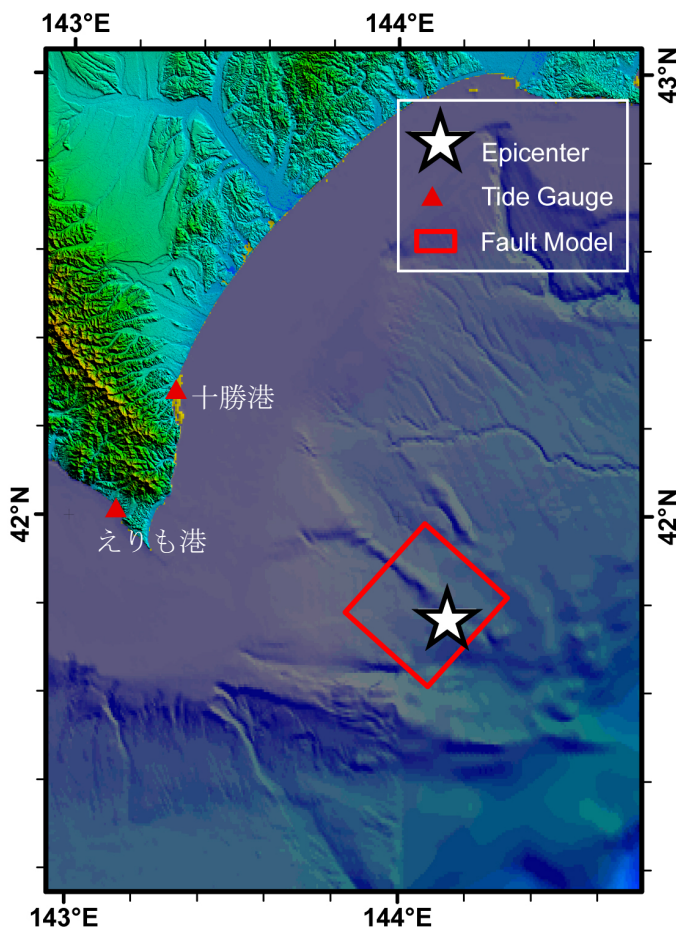 143°E 144°E
43°N
Epicenter
Tide Gauge
Fault Model
十勝港
42°N 42°N
えりも港
143°E 144°E